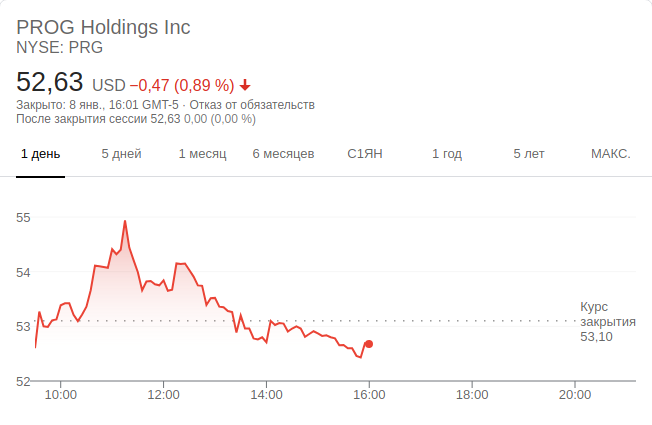 PROG Holdings Inc
NYSE: PRG
52,63 USD −0,47 (0,89 %)
Закрыто: 8 янв., 16:01 GMT-5 · Отказ от обязательств
После закрытия сессии 52,63 0,00 (0,00 %)
1 день 5 дней 1 месяц 6 месяцев С1ЯН 1 год 5 лет МАКС.
55
54
53
52
Курс
закрытия
53,10
10:00 12:00 14:00 16:00 18:00 20:00